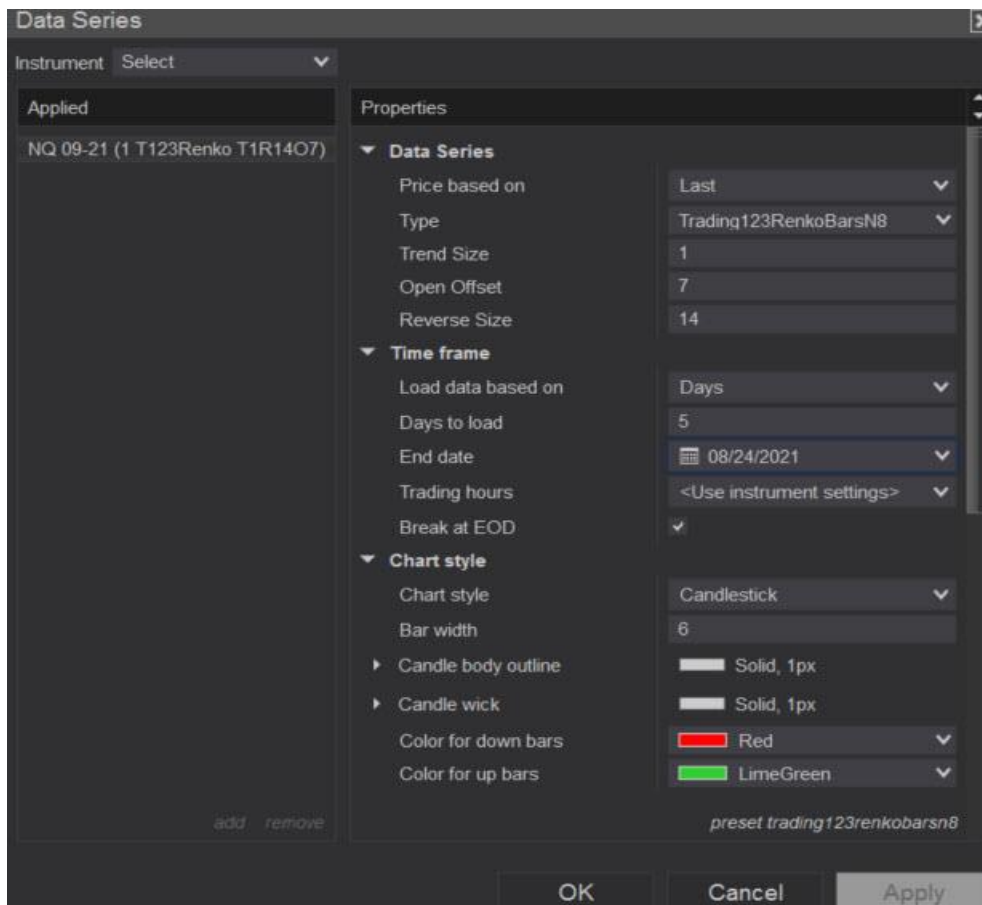 Data Series
Instrument Select
Applied
NQ 09-21 (1 T123Renko T1R14O7)
add remove
Properties
Data Series
Price based on Last
Type Trading123RenkoBarsN8
Trend Size 1
Open Offset 7
Reverse Size 14
Time frame
Load data based on Days
Days to load 5
End date 08/24/2021
Trading hours <Use instrument settings>
Break at EOD
Chart style
Chart style Candlestick
Bar width 6
Candle body outline Solid, 1px
Candle wick Solid, 1px
Color for down bars Red
Color for up bars LimeGreen
preset trading123renkobarsn8
OK Cancel Apply